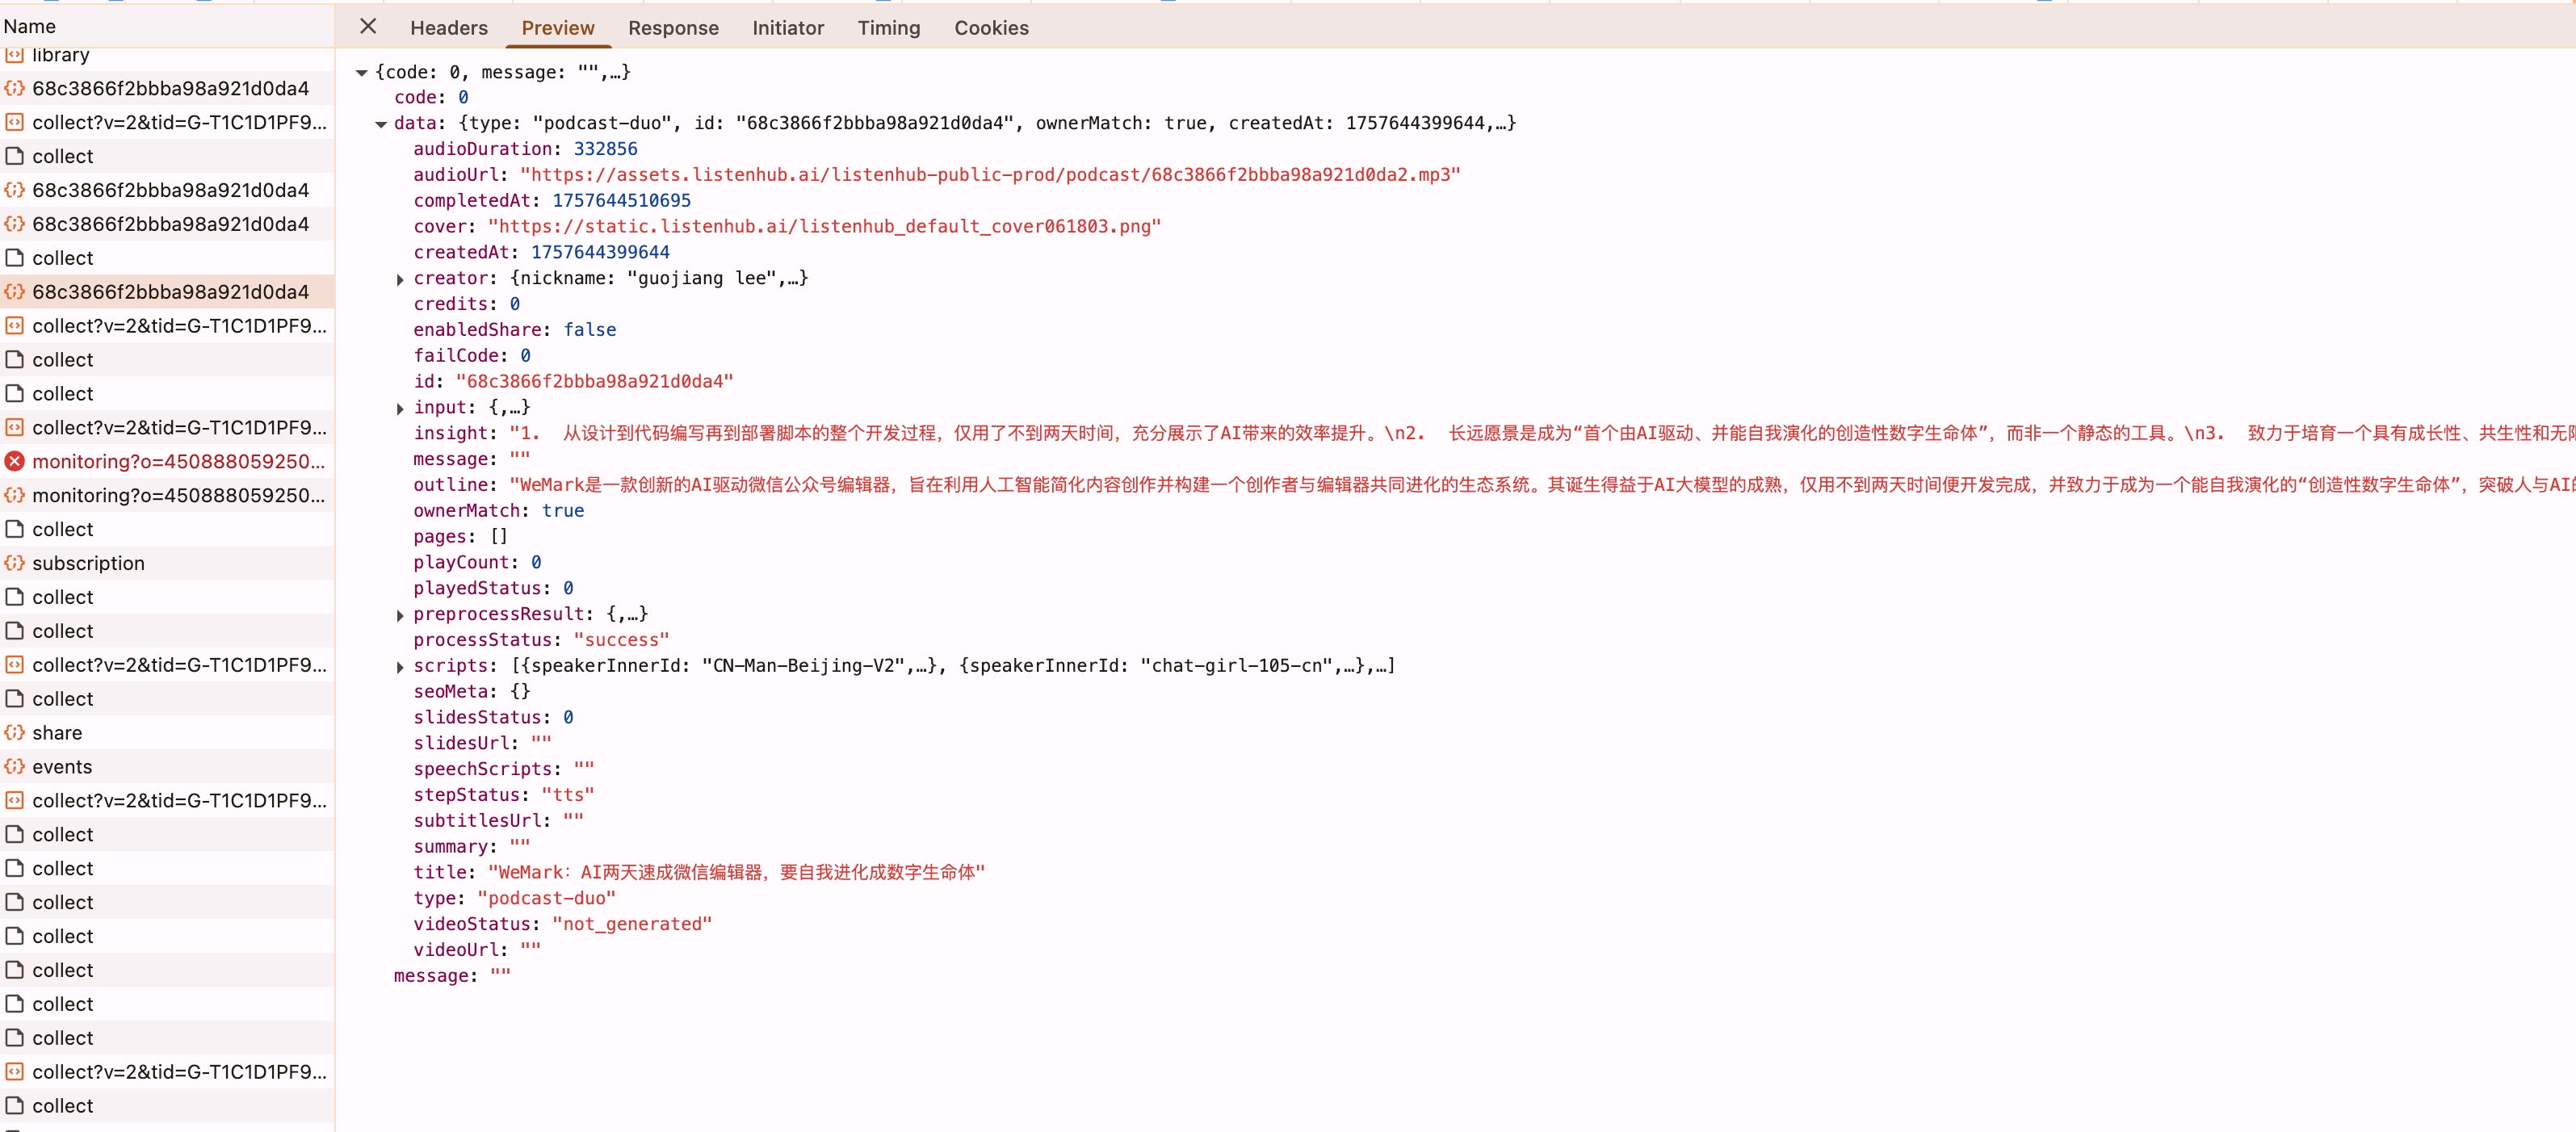 Name
library
68c3866f2bbba98a921d0da4
collect?v=2&tid=G-T1C1D1PF9...
collect
68c3866f2bbba98a921d0da4
68c3866f2bbba98a921d0da4
collect
68c3866f2bbba98a921d0da4
collect?v=2&tid=G-T1C1D1PF9...
collect
collect
collect?v=2&tid=G-T1C1D1PF9...
monitoring?o=450888059250...
monitoring?o=450888059250...
collect
subscription
collect
collect
collect?v=2&tid=G-T1C1D1PF9...
collect
share
events
collect?v=2&tid=G-T1C1D1PF9...
collect
collect
collect
collect
collect
collect
collect
collect?v=2&tid=G-T1C1D1PF9...
collect
Headers Preview Response Initiator Timing Cookies
{code: 0, message: "",…}
code: 0
data: {type: "podcast-duo", id: "68c3866f2bbba98a921d0da4", ownerMatch: true, createdAt: 1757644399644,…}
audioDuration: 332856
audioUrl: "https://assets.listenhub.ai/listenhub-public-prod/podcast/68c3866f2bbba98a921d0da2.mp3"
completedAt: 1757644510695
cover: "https://static.listenhub.ai/listenhub_default_cover061803.png"
createdAt: 1757644399644
creator: {nickname: "guojiang lee",…}
credits: 0
enabledShare: false
failCode: 0
id: "68c3866f2bbba98a921d0da4"
input: {,…}
insight: "1.  从设计到代码编写再到部署脚本的整个开发过程，仅用了不到两天时间，充分展示了AI带来的效率提升。\n2.  长远愿景是成为“首个由AI驱动、并能自我演化的创造性数字生命体”，而非一个静态的工具。\n3.  致力于培育一个具有成长性、共生性和无限
message: ""
outline: "WeMark是一款创新的AI驱动微信公众号编辑器，旨在利用人工智能简化内容创作并构建一个创作者与编辑器共同进化的生态系统。其诞生得益于AI大模型的成熟，仅用不到两天时间便开发完成，并致力于成为一个能自我演化的“创造性数字生命体”，突破人与AI的
ownerMatch: true
pages: []
playCount: 0
playedStatus: 0
preprocessResult: {,…}
processStatus: "success"
scripts: [{speakerInnerId: "CN-Man-Beijing-V2",…}, {speakerInnerId: "chat-girl-105-cn",…},…]
seoMeta: {}
slidesStatus: 0
slidesUrl: ""
speechScripts: ""
stepStatus: "tts"
subtitlesUrl: ""
summary: ""
title: "WeMark：AI两天速成微信编辑器，要自我进化成数字生命体"
type: "podcast-duo"
videoStatus: "not_generated"
videoUrl: ""
message: ""